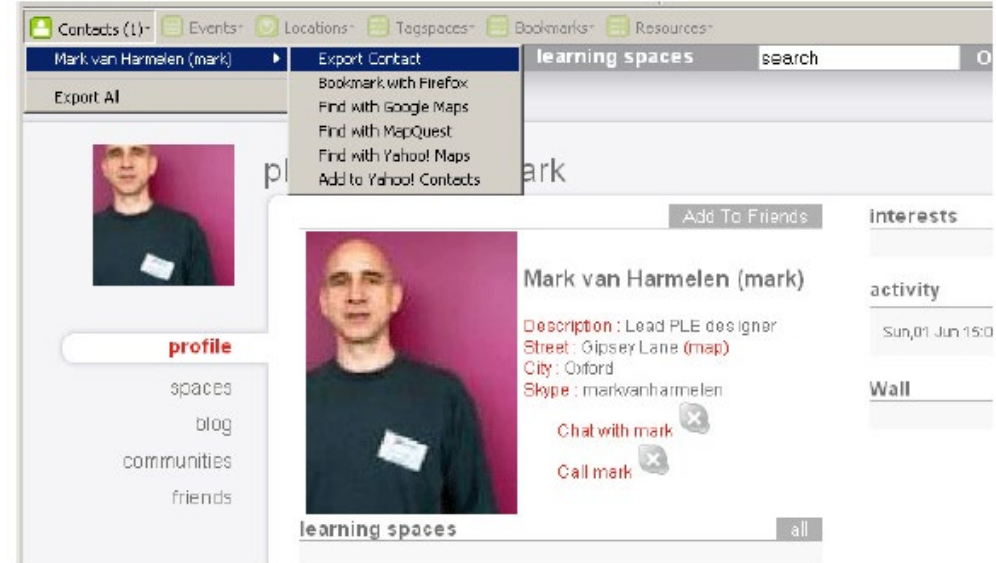 Contacts (1) Events Locations Tagspaces Bookmarks Resources
Mark van Harmelen (mark)
Export All
Export Contact
Bookmark with Firefox
Find with Google Maps
Find with MapQuest
Find with Yahoo! Maps
Add to Yahoo! Contacts
learning spaces search O
pl ark
Add To Friends
Mark van Harmelen (mark)
Description : Lead PLE designer
Street : Gipsey Lane (map)
City : Oxford
Skype : markvanharmelen
Chat with mark
Call mark
learning spaces all
profile
spaces
blog
communities
friends
interests
activity
Sun,01 Jun 15:0
Wall